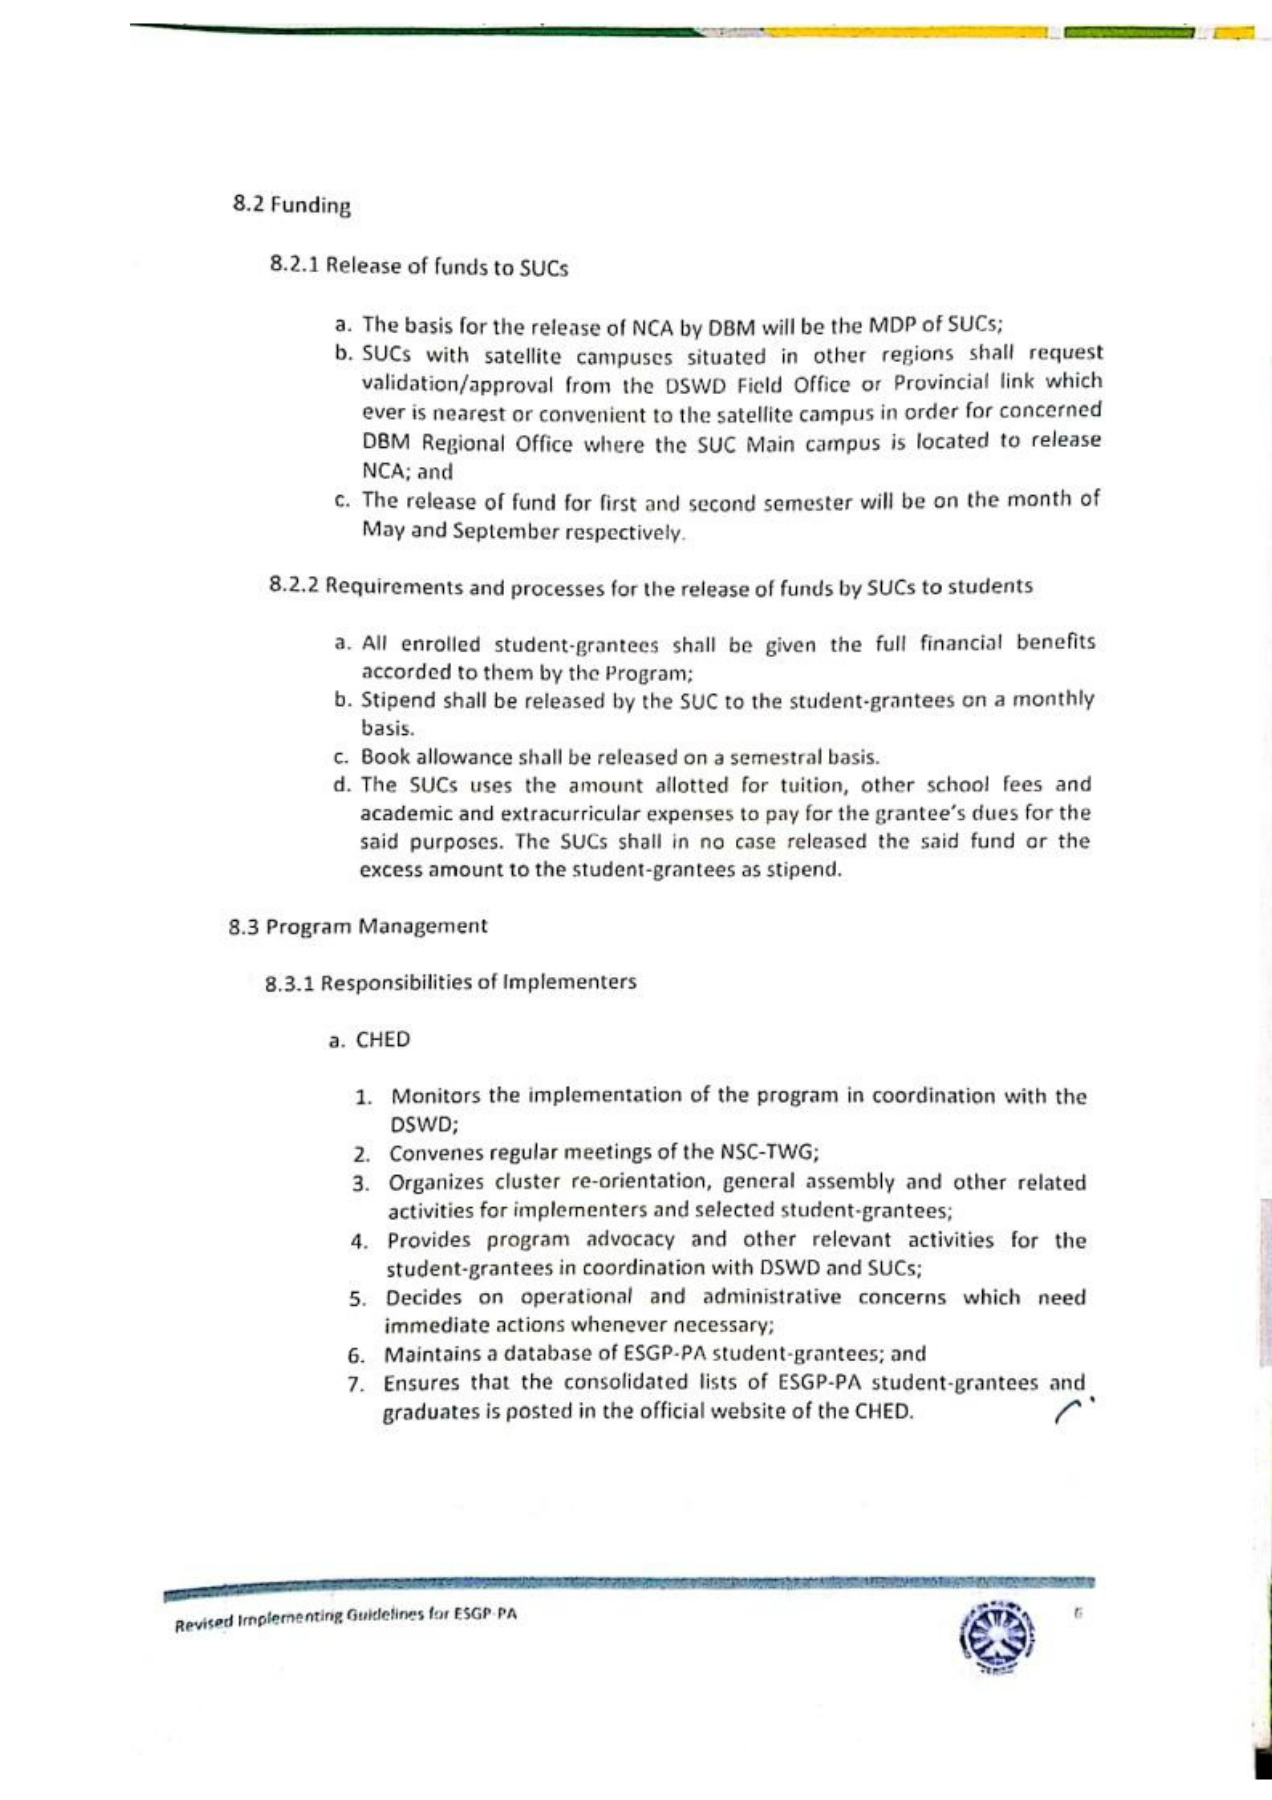 8.2 Funding
8.2.1 Release of funds to SUCs
a. The basis for the release of NCA by DBM will be the MDP of SUCs;
b. SUCs with satellite campuses situated in other regions shall request
validation/approval from the DSWD Field Office or Provincial link which
ever is nearest or convenient to the satellite campus in order for concerned
DBM Regional Office where the SUC Main campus is located to release
NCA; and
c. The release of fund for first and second semester will be on the month of
May and September respectively.
8.2.2 Requirements and processes for the release of funds by SUCs to students
a. All enrolled student-grantees shall be given the full financial benefits
accorded to them by the Program;
b. Stipend shall be released by the SUC to the student-grantees on a monthly
basis.
c. Book allowance shall be released on a semestral basis.
d. The SUCs uses the amount allotted for tuition, other school fees and
academic and extracurricular expenses to pay for the grantee's dues for the
said purposes. The SUCs shall in no case released the said fund or the
excess amount to the student-grantees as stipend.
8.3 Program Management
8.3.1 Responsibilities of Implementers
a. CHED
1. Monitors the implementation of the program in coordination with the
DSWD;
2. Convenes regular meetings of the NSC-TWG;
3. Organizes cluster re-orientation, general assembly and other related
activities for implementers and selected student-grantees;
4. Provides program advocacy and other relevant activities for the
student-grantees in coordination with DSWD and SUCs;
5. Decides on operational and administrative concerns which need
immediate actions whenever necessary;
6. Maintains a database of ESGP-PA student-grantees; and
7. Ensures that the consolidated lists of ESGP-PA student-grantees and
graduates is posted in the official website of the CHED.
Revised Implementing Guidelines for ESGP-PA
6